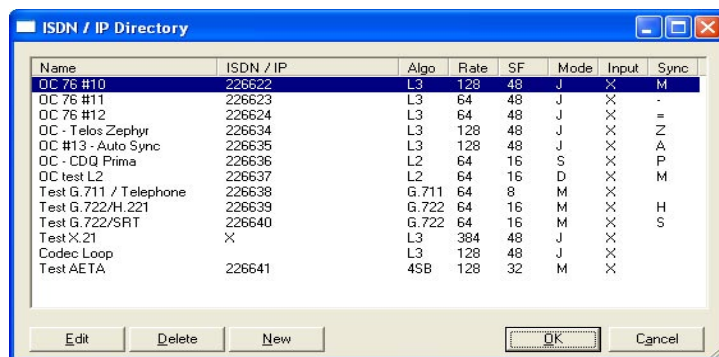 ISDN / IP Directory
Name ISDN / IP Algo Rate SF Mode Input Sync
OC 76 #10 226622 L3 128 48 J X M
OC 76 #11 226623 L3 64 48 J X -
OC 76 #12 226624 L3 64 48 J X =
OC - Telos Zephyr 226634 L3 128 48 J X Z
OC #13 - Auto Sync 226635 L3 128 48 J X A
OC - CDQ Prima 226636 L2 64 16 S X P
OC test L2 226637 L2 64 16 D X M
Test G.711 / Telephone 226638 G.711 64 8 M X
Test G.722/H.221 226639 G.722 64 16 M X H
Test G.722/SRT 226640 G.722 64 16 M X S
Test X.21 X L3 384 48 J X
Codec Loop L3 128 48 J X
Test AETA 226641 4SB 128 32 M X
Edit Delete New OK Cancel